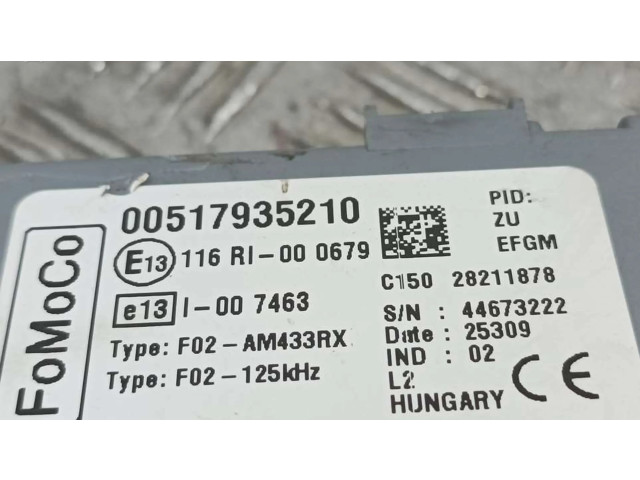 FoMoCo
00517935210
E13 116 RI-00 0679
e13 I-00 7463
Type: F02-AM433RX
Type: F02-125kHz
PID:
ZU
EFGM
C150 28211878
S/N : 44673222
Date : 25309
IND : 02
L2
HUNGARY CE